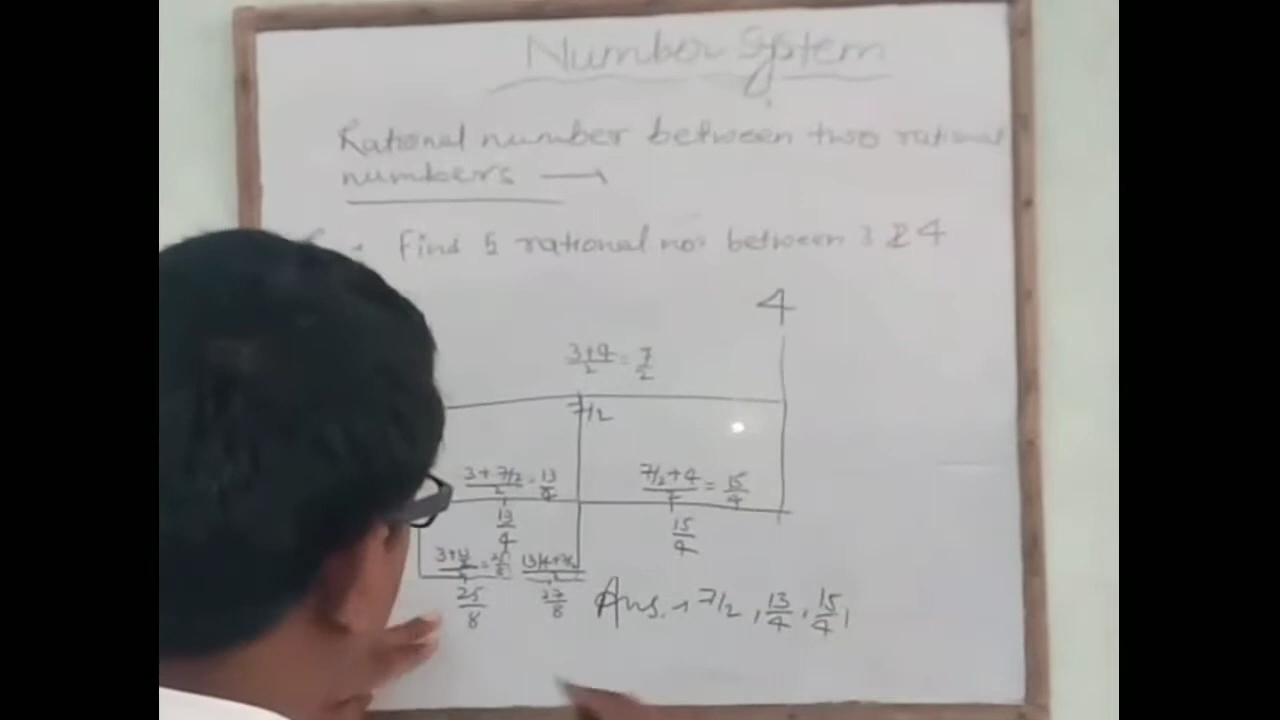 Number System
Rational number between two rational
numbers →
Find 5 rational nos between 3 & 4
4
3+4/2 = 7/2
7/2
3+7/2/2 = 13/4
7/2+4/ = 15/4
13/4
15/4
25/8
27/8
Ans. → 7/2, 13/4, 15/4,